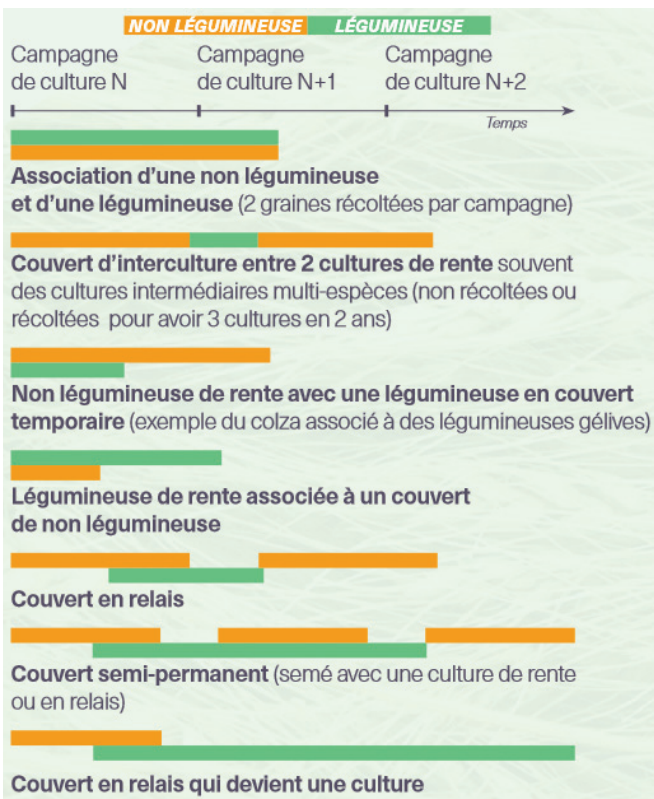 NON LÉGUMINEUSE LÉGUMINEUSE
Campagne Campagne Campagne
de culture N de culture N+1 de culture N+2
Temps
Association d’une non légumineuse
et d’une légumineuse (2 graines récoltées par campagne)
Couvert d’interculture entre 2 cultures de rente souvent
des cultures intermédiaires multi-espèces (non récoltées ou
récoltées pour avoir 3 cultures en 2 ans)
Non légumineuse de rente avec une légumineuse en couvert
temporaire (exemple du colza associé à des légumineuses gélives)
Légumineuse de rente associée à un couvert
de non légumineuse
Couvert en relais
Couvert semi-permanent (semé avec une culture de rente
ou en relais)
Couvert en relais qui devient une culture